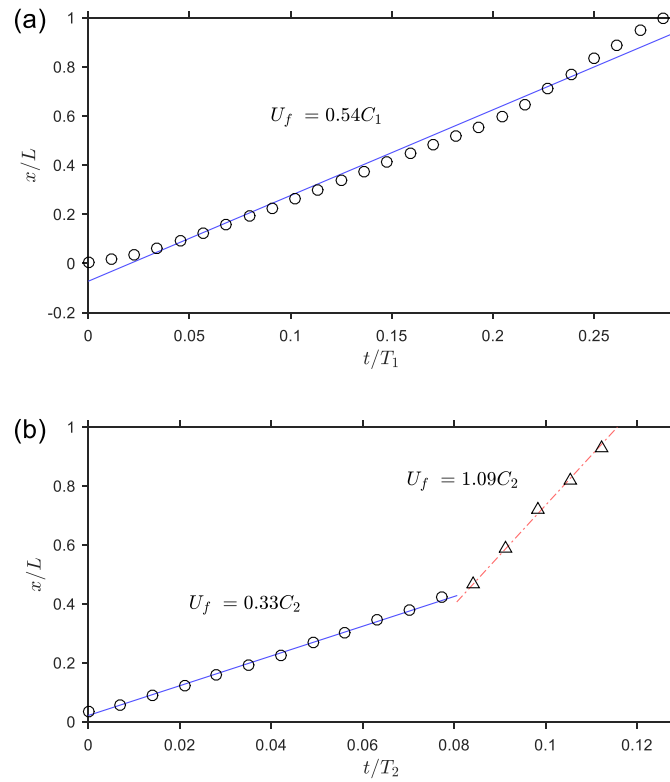 (a)
1
0.8
0.6
0.4
0.2
0
-0.2
x/L
U_f = 0.54C_1
0 0.05 0.1 0.15 0.2 0.25
t/T_1
(b)
1
0.8
0.6
0.4
0.2
0
x/L
U_f = 1.09C_2
U_f = 0.33C_2
0 0.02 0.04 0.06 0.08 0.1 0.12
t/T_2